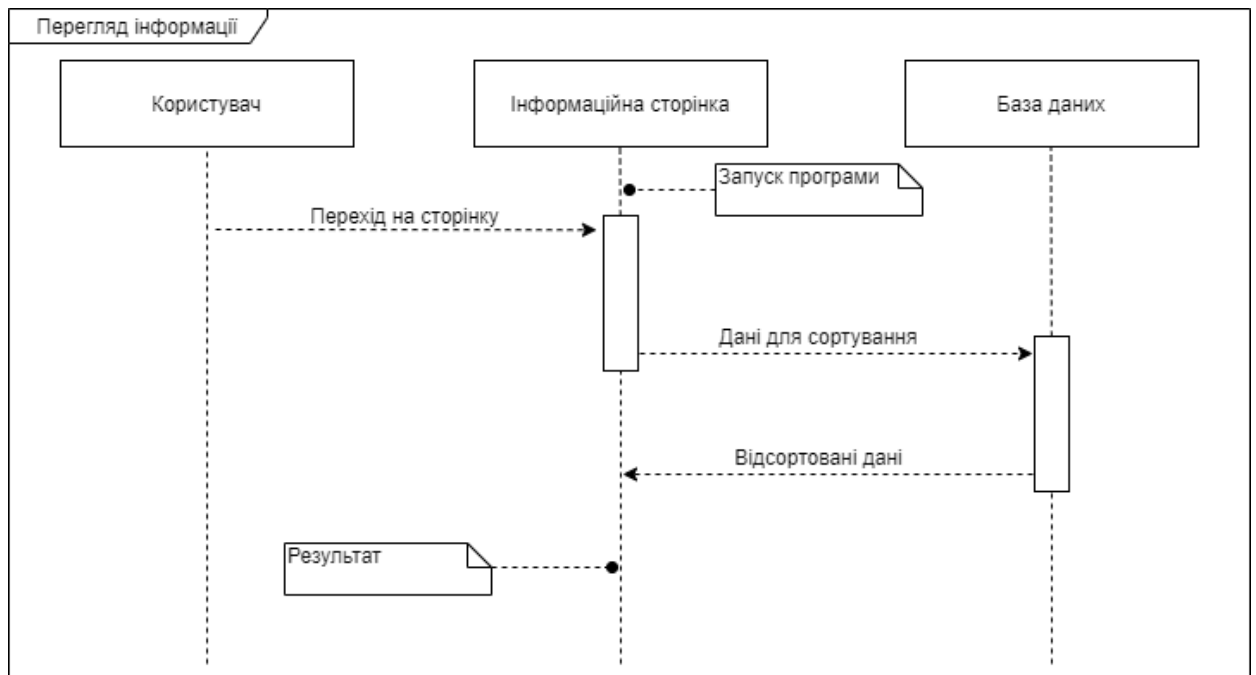 Перегляд інформації
Користувач
Інформаційна сторінка
База даних
Запуск програми
Перехід на сторінку
Дані для сортування
Відсортовані дані
Результат